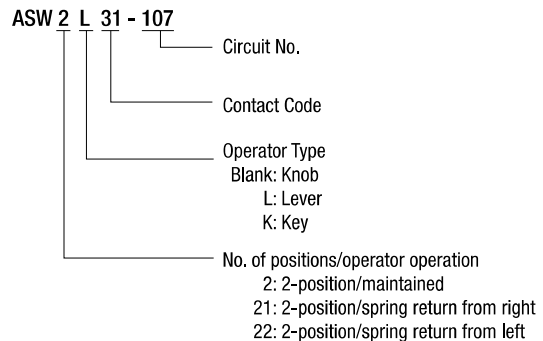 ASW 2 L 31 - 107
Circuit No.
Contact Code
Operator Type
Blank: Knob
L: Lever
K: Key
No. of positions/operator operation
2: 2-position/maintained
21: 2-position/spring return from right
22: 2-position/spring return from left